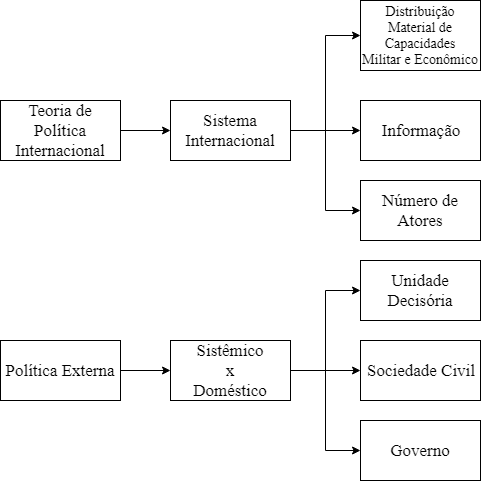 Distribuição
Material de
Capacidades
Militar e Econômico
Teoria de
Política
Internacional
Sistema
Internacional
Informação
Número de
Atores
Unidade
Decisória
Política Externa
Sistêmico
x
Doméstico
Sociedade Civil
Governo